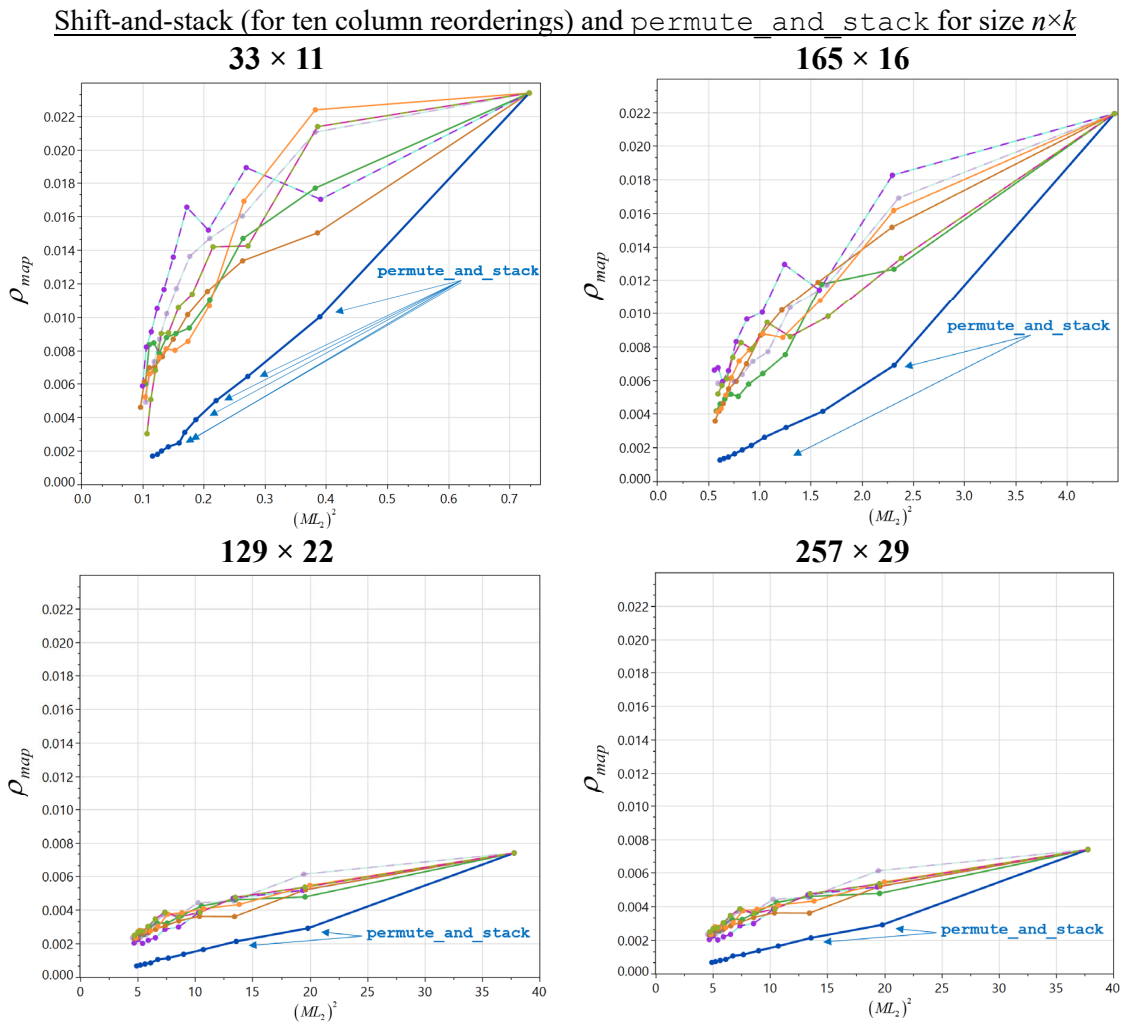 Shift-and-stack (for ten column reorderings) and permute_and_stack for size n×k
33 × 11
165 × 16
0.022
0.020
0.018
0.016
0.014
0.012
0.010
0.008
0.006
0.004
0.002
0.000
ρmap
permute_and_stack
0.0 0.1 0.2 0.3 0.4 0.5 0.6 0.7
(ML2)²
0.022
0.020
0.018
0.016
0.014
0.012
0.010
0.008
0.006
0.004
0.002
0.000
ρmap
permute_and_stack
0.0 0.5 1.0 1.5 2.0 2.5 3.0 3.5 4.0
(ML2)²
129 × 22
257 × 29
0.022
0.020
0.018
0.016
0.014
0.012
0.010
0.008
0.006
0.004
0.002
0.000
ρmap
permute_and_stack
0 5 10 15 20 25 30 35 40
(ML2)²
0.022
0.020
0.018
0.016
0.014
0.012
0.010
0.008
0.006
0.004
0.002
0.000
ρmap
permute_and_stack
0 5 10 15 20 25 30 35 40
(ML2)²